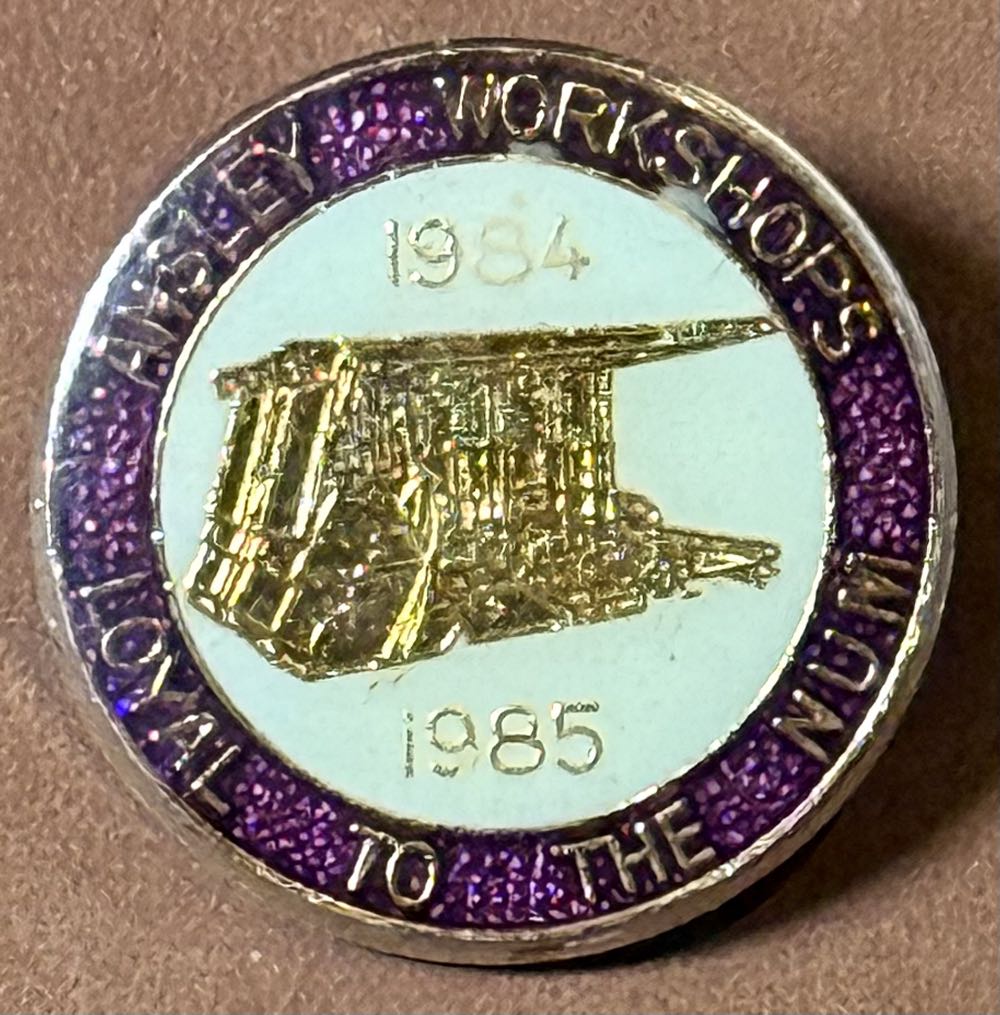 ANSLEY WORKSHOPS
1984
1985
LOYAL TO THE NUM